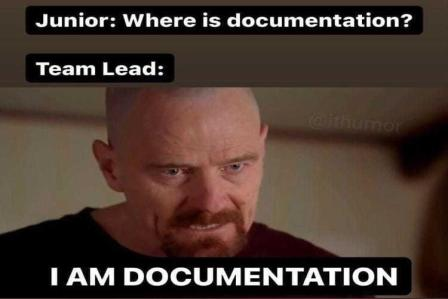 Junior: Where is documentation?
Team Lead:
@ithumor
I AM DOCUMENTATION